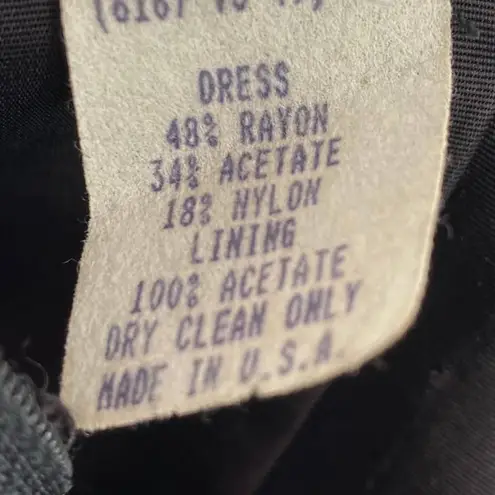 DRESS
48% RAYON
34% ACETATE
18% NYLON
LINING
100% ACETATE
DRY CLEAN ONLY
MADE IN U.S.A.